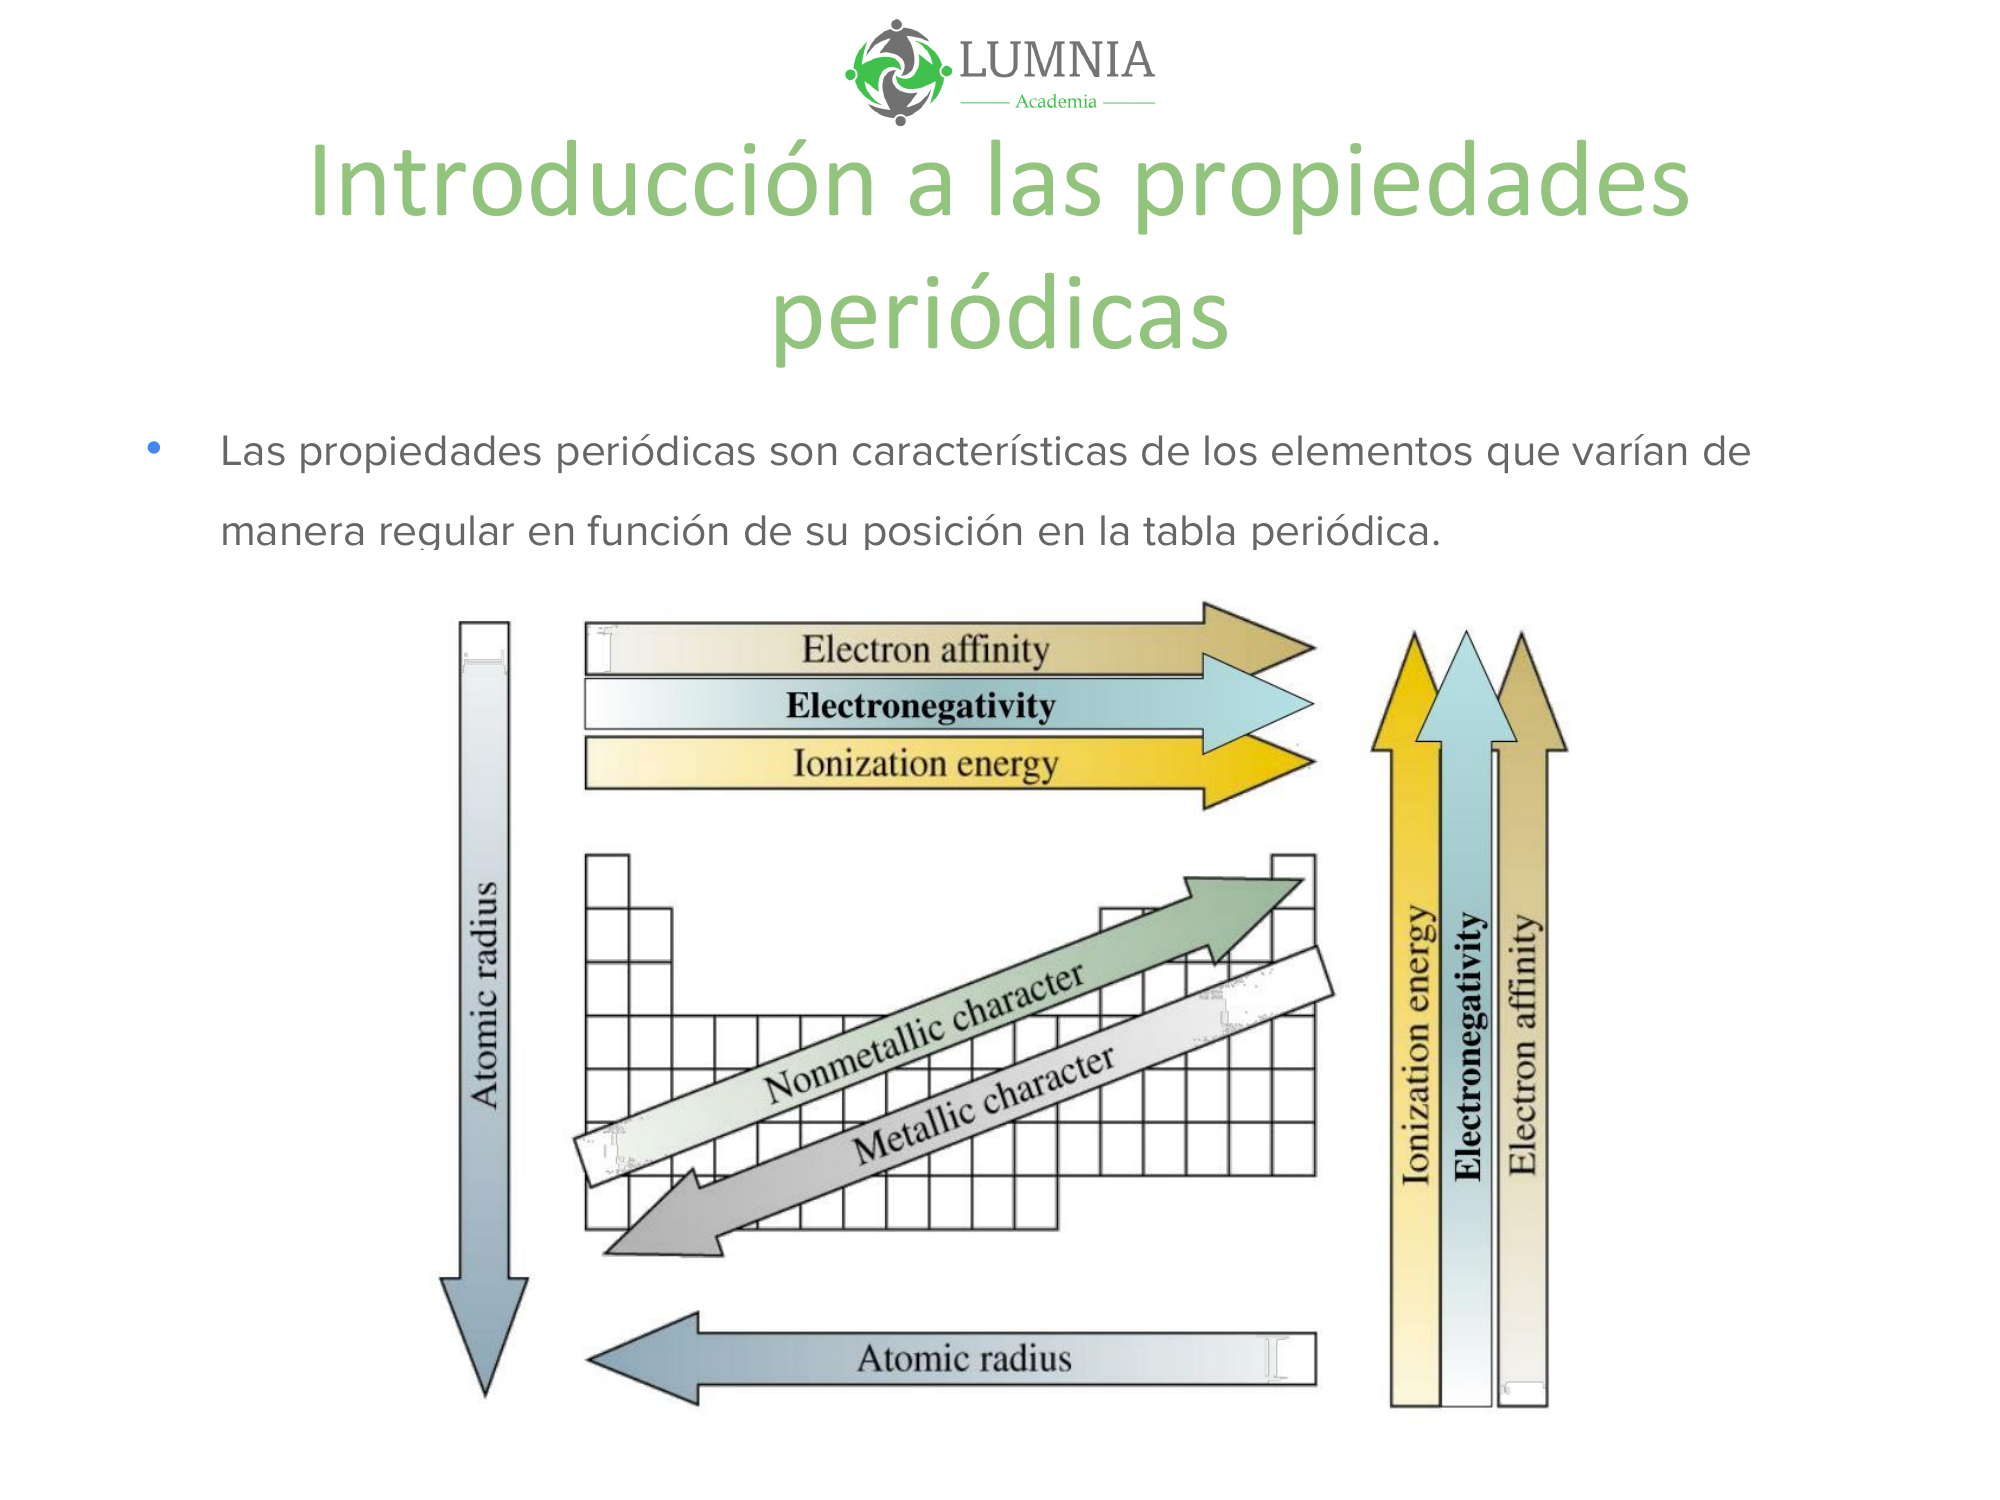 LUMNIA
Academia
Introducción a las propiedades
periódicas
• Las propiedades periódicas son características de los elementos que varían de
manera regular en función de su posición en la tabla periódica.
Electron affinity
Electronegativity
Ionization energy
Atomic radius
Nonmetallic character
Metallic character
Ionization energy
Electronegativity
Electron affinity
Atomic radius